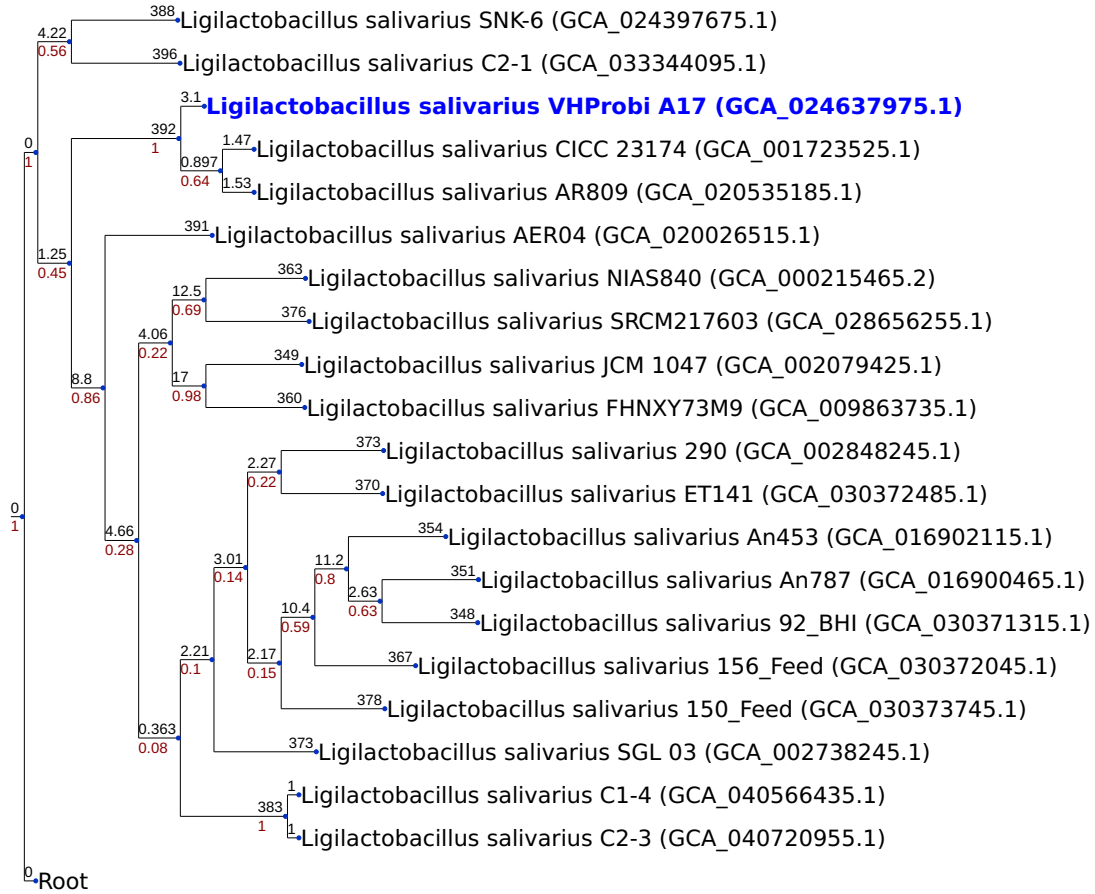 388 Ligilactobacillus salivarius SNK-6 (GCA_024397675.1)
4.22
0.56
396 Ligilactobacillus salivarius C2-1 (GCA_033344095.1)
3.1 Ligilactobacillus salivarius VHProbi A17 (GCA_024637975.1)
392
1
1.47 Ligilactobacillus salivarius CICC 23174 (GCA_001723525.1)
0
1
0.897
0.64
1.53 Ligilactobacillus salivarius AR809 (GCA_020535185.1)
391 Ligilactobacillus salivarius AER04 (GCA_020026515.1)
1.25
0.45
363 Ligilactobacillus salivarius NIAS840 (GCA_000215465.2)
12.5
0.69
376 Ligilactobacillus salivarius SRCM217603 (GCA_028656255.1)
4.06
0.22
349 Ligilactobacillus salivarius JCM 1047 (GCA_002079425.1)
8.8
0.86
17
0.98
360 Ligilactobacillus salivarius FHNXY73M9 (GCA_009863735.1)
373 Ligilactobacillus salivarius 290 (GCA_002848245.1)
2.27
0.22
370 Ligilactobacillus salivarius ET141 (GCA_030372485.1)
0
1
4.66
0.28
354 Ligilactobacillus salivarius An453 (GCA_016902115.1)
3.01
0.14
11.2
0.8
351 Ligilactobacillus salivarius An787 (GCA_016900465.1)
2.63
0.63
10.4
0.59
348 Ligilactobacillus salivarius 92_BHI (GCA_030371315.1)
2.21
0.1
2.17
0.15
367 Ligilactobacillus salivarius 156_Feed (GCA_030372045.1)
378 Ligilactobacillus salivarius 150_Feed (GCA_030373745.1)
0.363
0.08
373 Ligilactobacillus salivarius SGL 03 (GCA_002738245.1)
1 Ligilactobacillus salivarius C1-4 (GCA_040566435.1)
383
1
1 Ligilactobacillus salivarius C2-3 (GCA_040720955.1)
0 Root